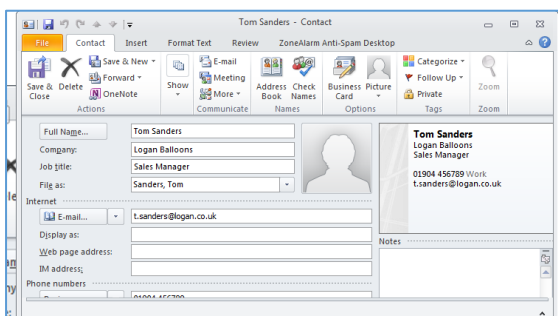 Tom Sanders - Contact
File Contact Insert Format Text Review ZoneAlarm Anti-Spam Desktop
Save & Close
Delete
Save & New
Forward
OneNote
Actions
Show
E-mail
Meeting
More
Communicate
Address Book
Check Names
Names
Business Card
Picture
Options
Categorize
Follow Up
Private
Tags
Zoom
Zoom
Full Name... Tom Sanders
Company: Logan Balloons
Job title: Sales Manager
File as: Sanders, Tom
Internet
E-mail... t.sanders@logan.co.uk
Display as:
Web page address:
IM address:
Phone numbers
Tom Sanders
Logan Balloons
Sales Manager
01904 456789 Work
t.sanders@logan.co.uk
Notes